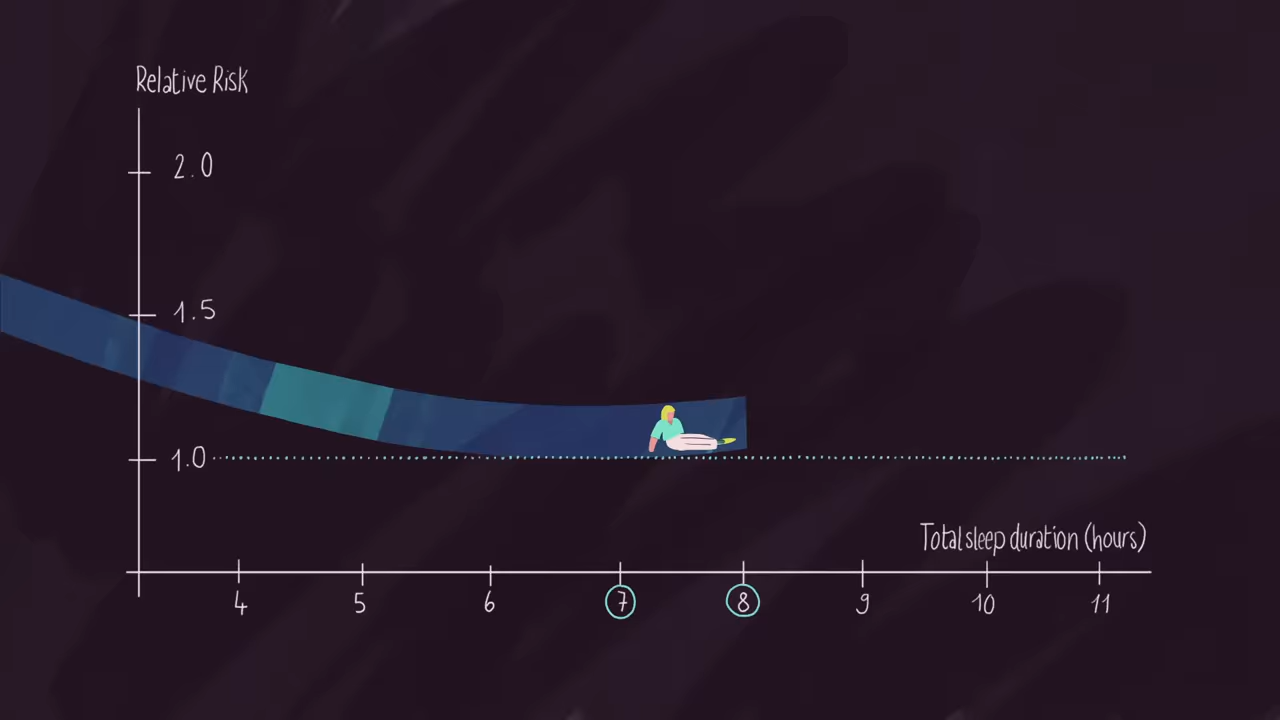 Relative Risk
2.0
1.5
1.0
Total sleep duration (hours)
4 5 6 7 8 9 10 11